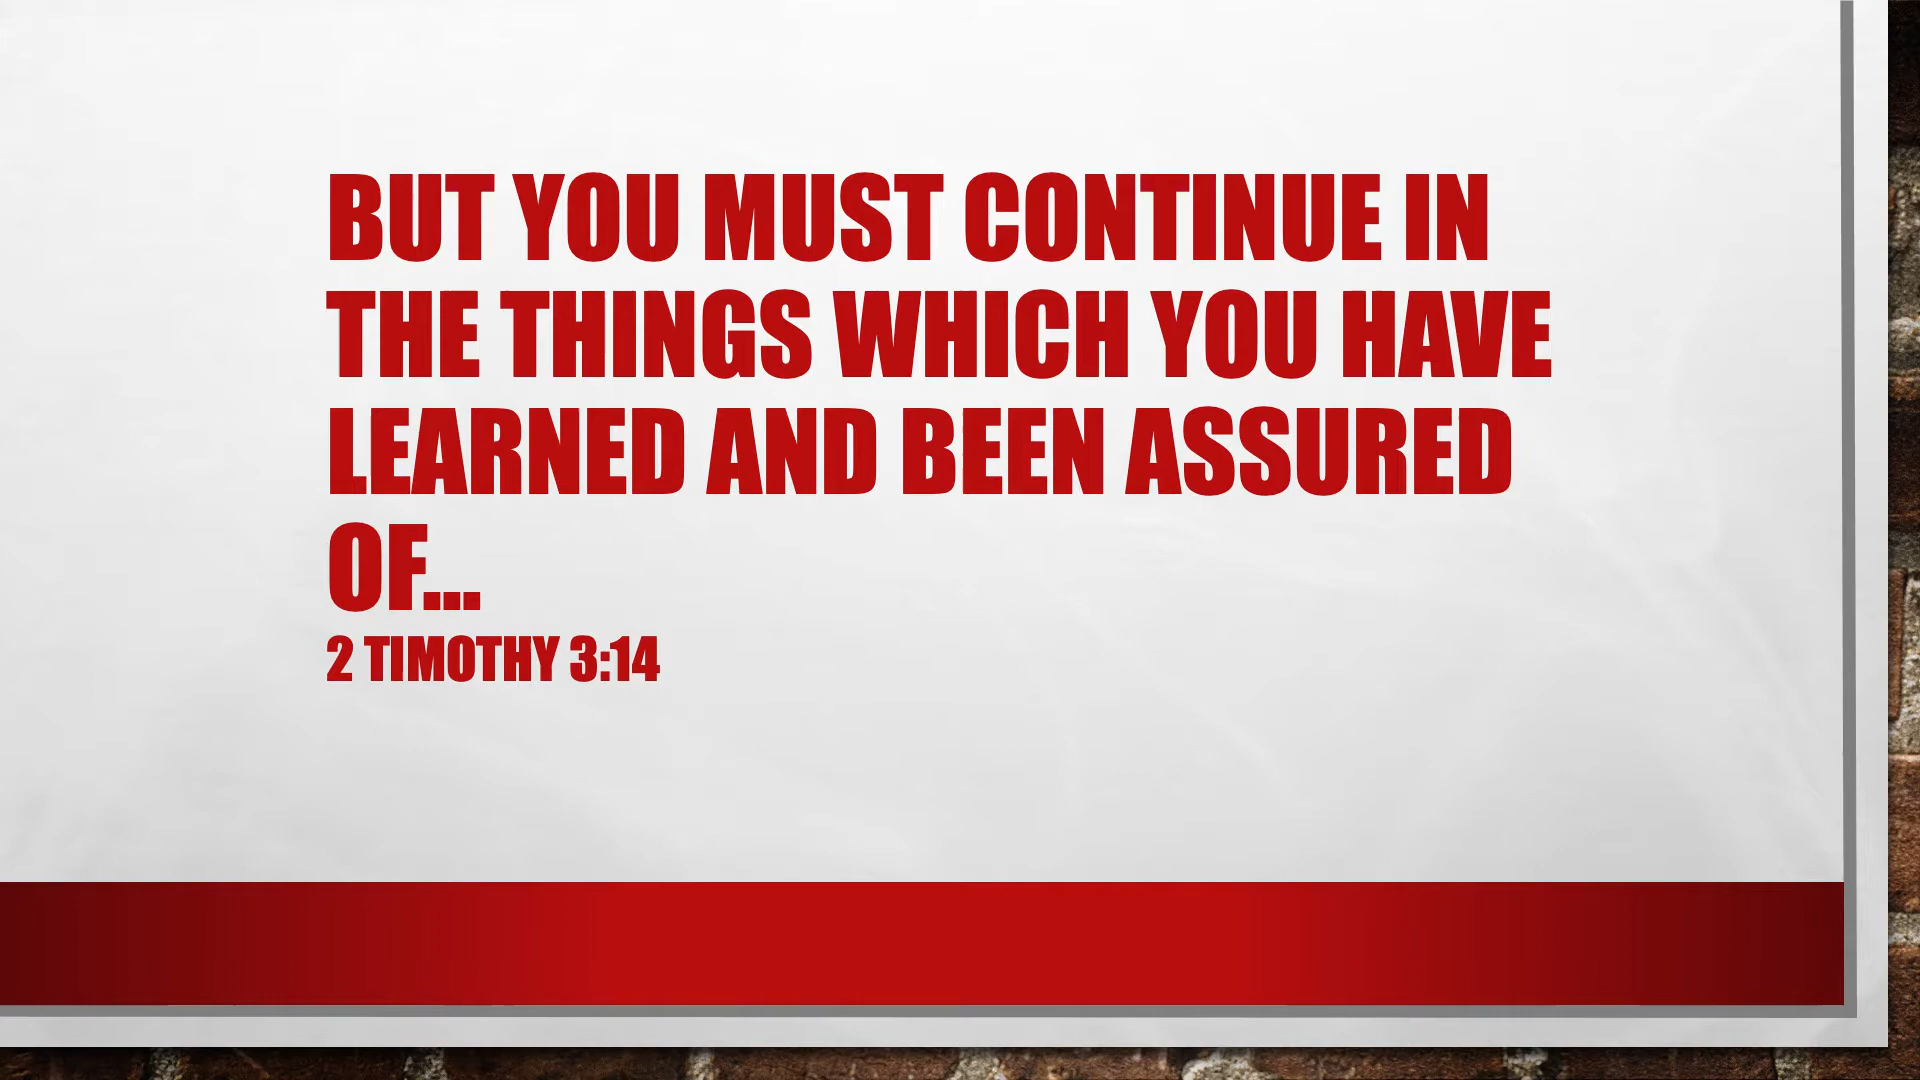 BUT YOU MUST CONTINUE IN
THE THINGS WHICH YOU HAVE
LEARNED AND BEEN ASSURED
OF...
2 TIMOTHY 3:14